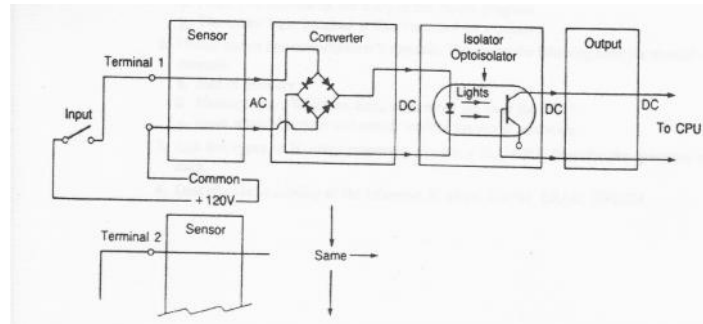 Sensor
Converter
Isolator
Optoisolator
Output
Terminal 1
Input
AC
DC
Lights
DC
DC
To CPU
Common
+120V
Terminal 2
Sensor
Same